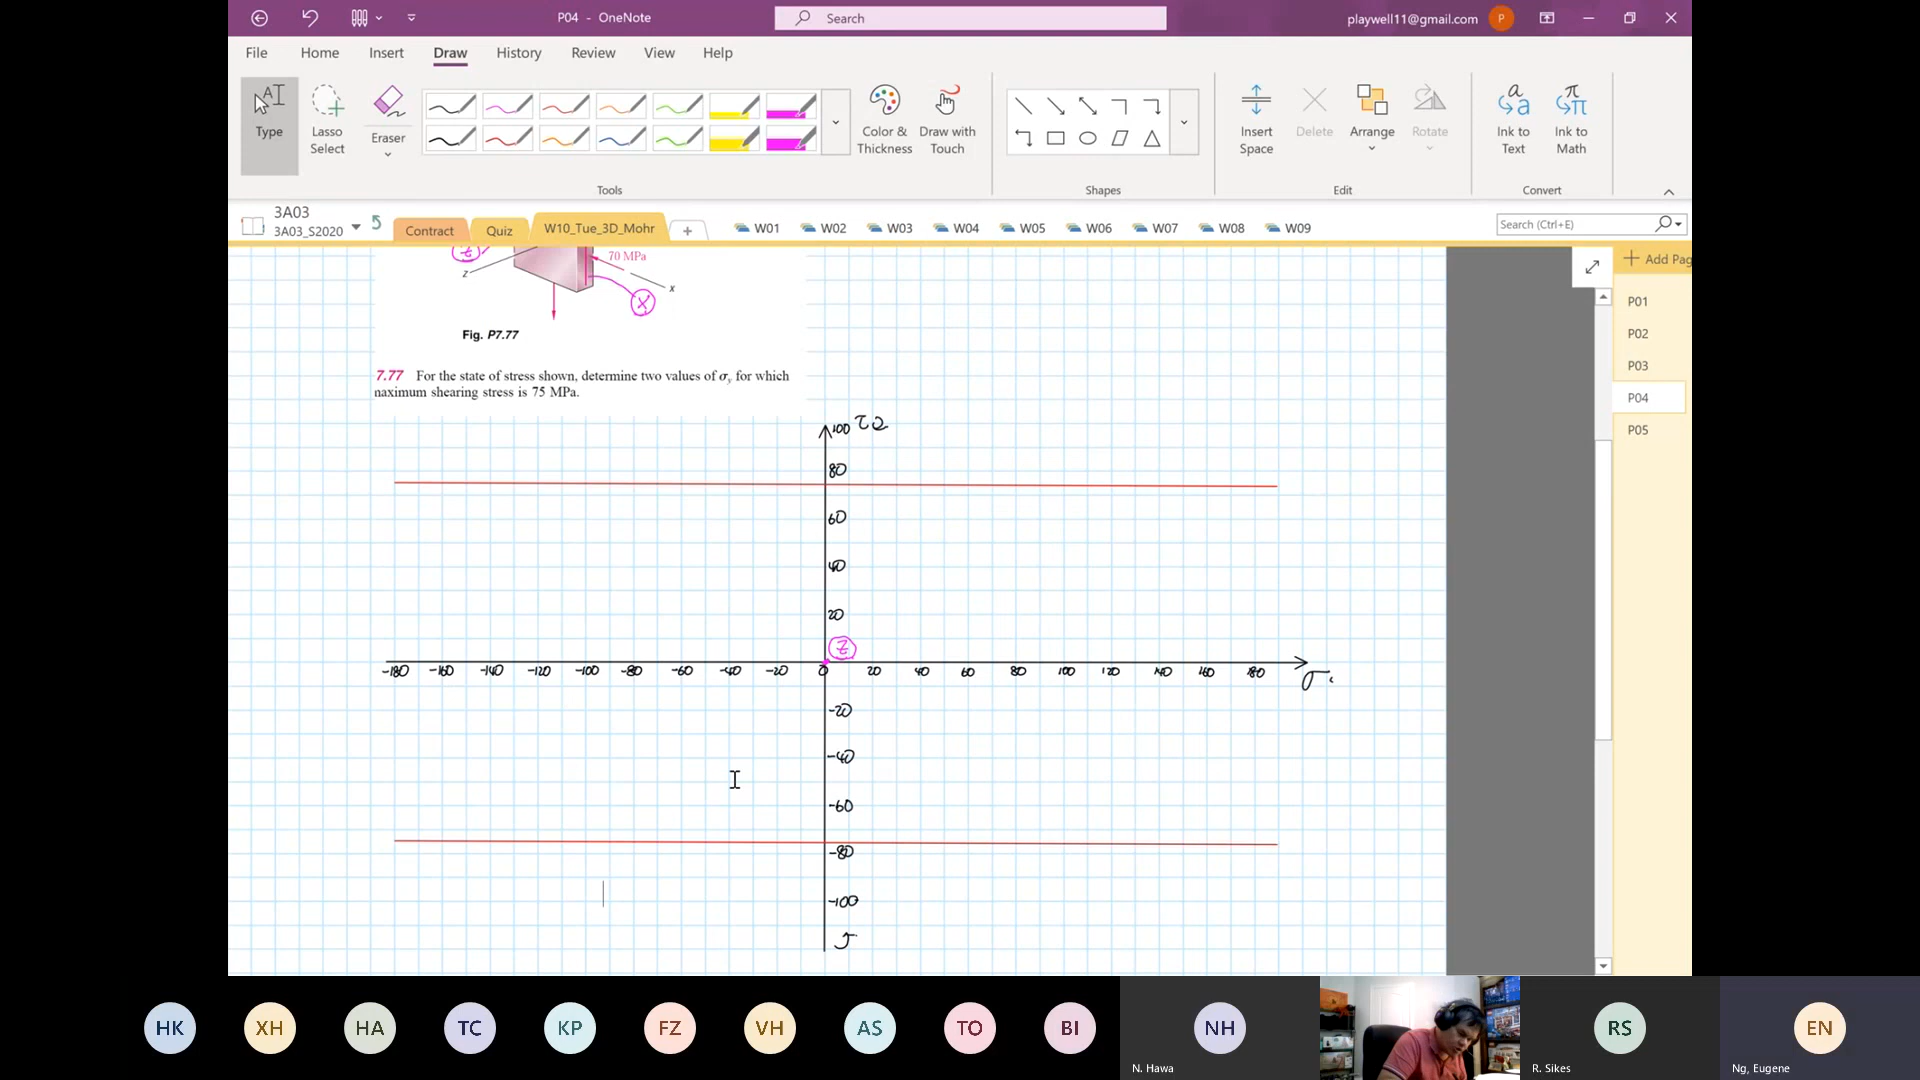 P04 - OneNote
Search
playwell11@gmail.com
P
File
Home
Insert
Draw
History
Review
View
Help
Type
Lasso Select
Eraser
Color & Thickness
Draw with Touch
Insert Space
Delete
Arrange
Rotate
Ink to Text
Ink to Math
Tools
Shapes
Edit
Convert
3A03
3A03_S2020
Contract
Quiz
W10_Tue_3D_Mohr
W01
W02
W03
W04
W05
W06
W07
W08
W09
Search (Ctrl+E)
Add Pag
P01
P02
P03
P04
P05
z
70 MPa
x
X
Fig. P7.77
7.77 For the state of stress shown, determine two values of σy for which
naximum shearing stress is 75 MPa.
100 τ
80
60
40
20
Z
-180 -160 -140 -120 -100 -80 -60 -40 -20 0 20 40 60 80 100 120 140 160 180
σ
-20
-40
-60
-80
-100
HK
XH
HA
TC
KP
FZ
VH
AS
TO
BI
NH
N. Hawa
RS
R. Sikes
EN
Ng, Eugene